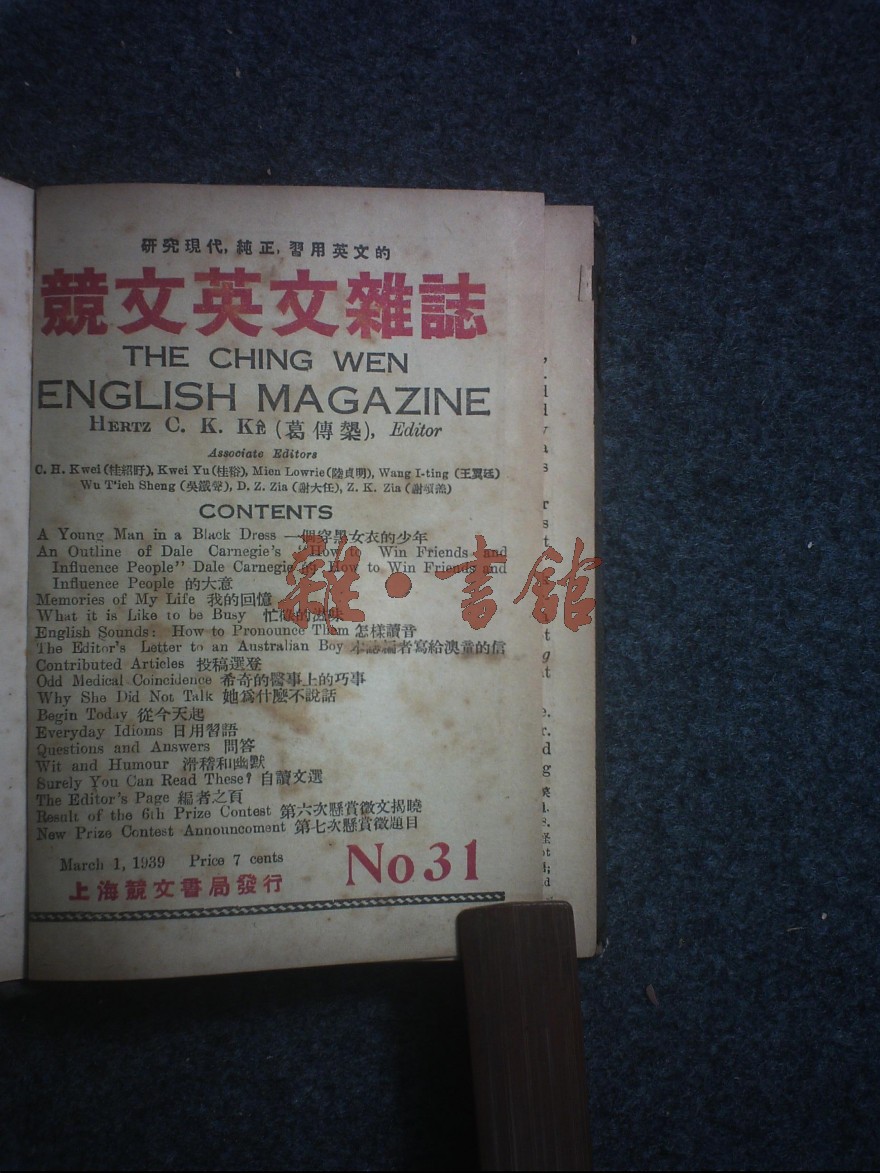 研究現代,純正,習用英文的
競文英文雜誌
THE CHING WEN
ENGLISH MAGAZINE
HERTZ C. K. KÊ (葛傳槼), Editor
Associate Editors
C. H. Kwei (桂紹盱), Kwei Yu (桂裕), Mien Lowrie (陸貞明), Wang I-ting (王翼廷)
Wu T'ieh Sheng (吳鐵聲), D. Z. Zia (謝大任), Z. K. Zia (謝頌羔)
CONTENTS
A Young Man in a Black Dress 一個穿黑女衣的少年
An Outline of Dale Carnegie's "How to Win Friends and
Influence People" Dale Carnegie 的 How to Win Friends and
Influence People 的大意
Memories of My Life 我的回憶
What it is Like to be Busy 忙碌的滋味
English Sounds: How to Pronounce Them 怎樣讀音
The Editor's Letter to an Australian Boy 本誌編者寫給澳童的信
Contributed Articles 投稿選登
Odd Medical Coincidence 希奇的醫事上的巧事
Why She Did Not Talk 她爲什麼不說話
Begin Today 從今天起
Everyday Idioms 日用習語
Questions and Answers 問答
Wit and Humour 滑稽和幽默
Surely You Can Read These? 自讀文選
The Editor's Page 編者之頁
Result of the 6th Prize Contest 第六次懸賞徵文揭曉
New Prize Contest Announcement 第七次懸賞徵題目
March 1, 1939 Price 7 cents
No 31
上海競文書局發行
雜·書館